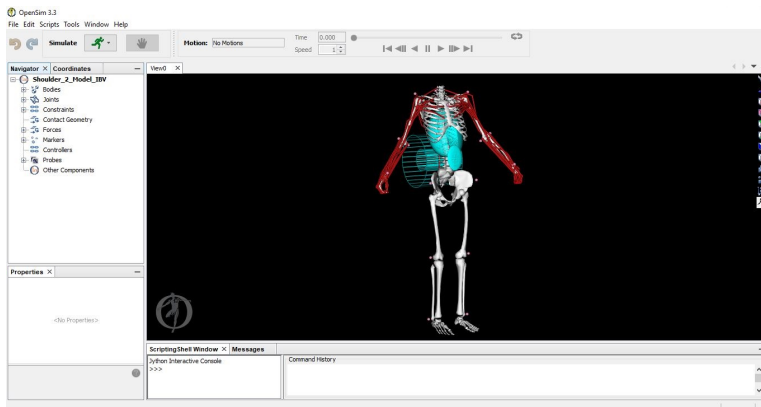 OpenSim 3.3
File Edit Scripts Tools Window Help
Simulate
Motion: No Motions
Time 0.000
Speed 1
Navigator × Coordinates
View0 ×
Shoulder_2_Model_IBV
Bodies
Joints
Constraints
Contact Geometry
Forces
Markers
Controllers
Probes
Other Components
Properties ×
<No Properties>
ScriptingShell Window × Messages
Jython Interactive Console
>>>
Command History